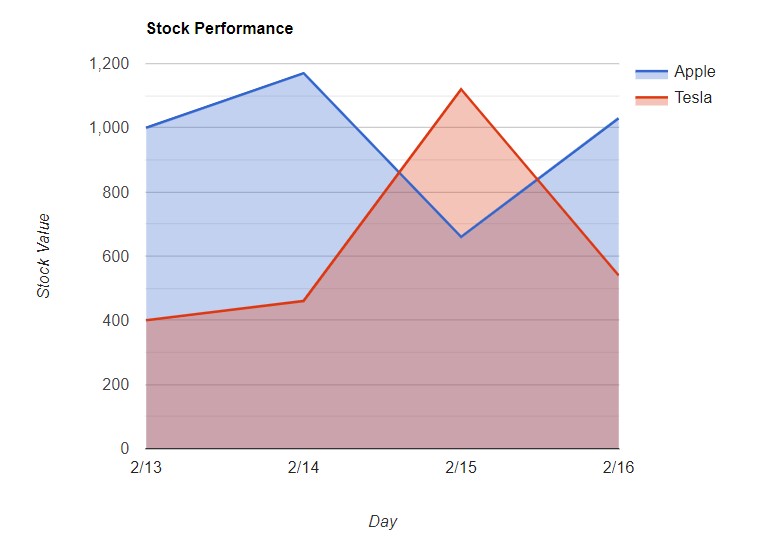 Stock Performance
1,200
1,000
800
600
400
200
0
2/13 2/14 2/15 2/16
Day
Stock Value
Apple
Tesla